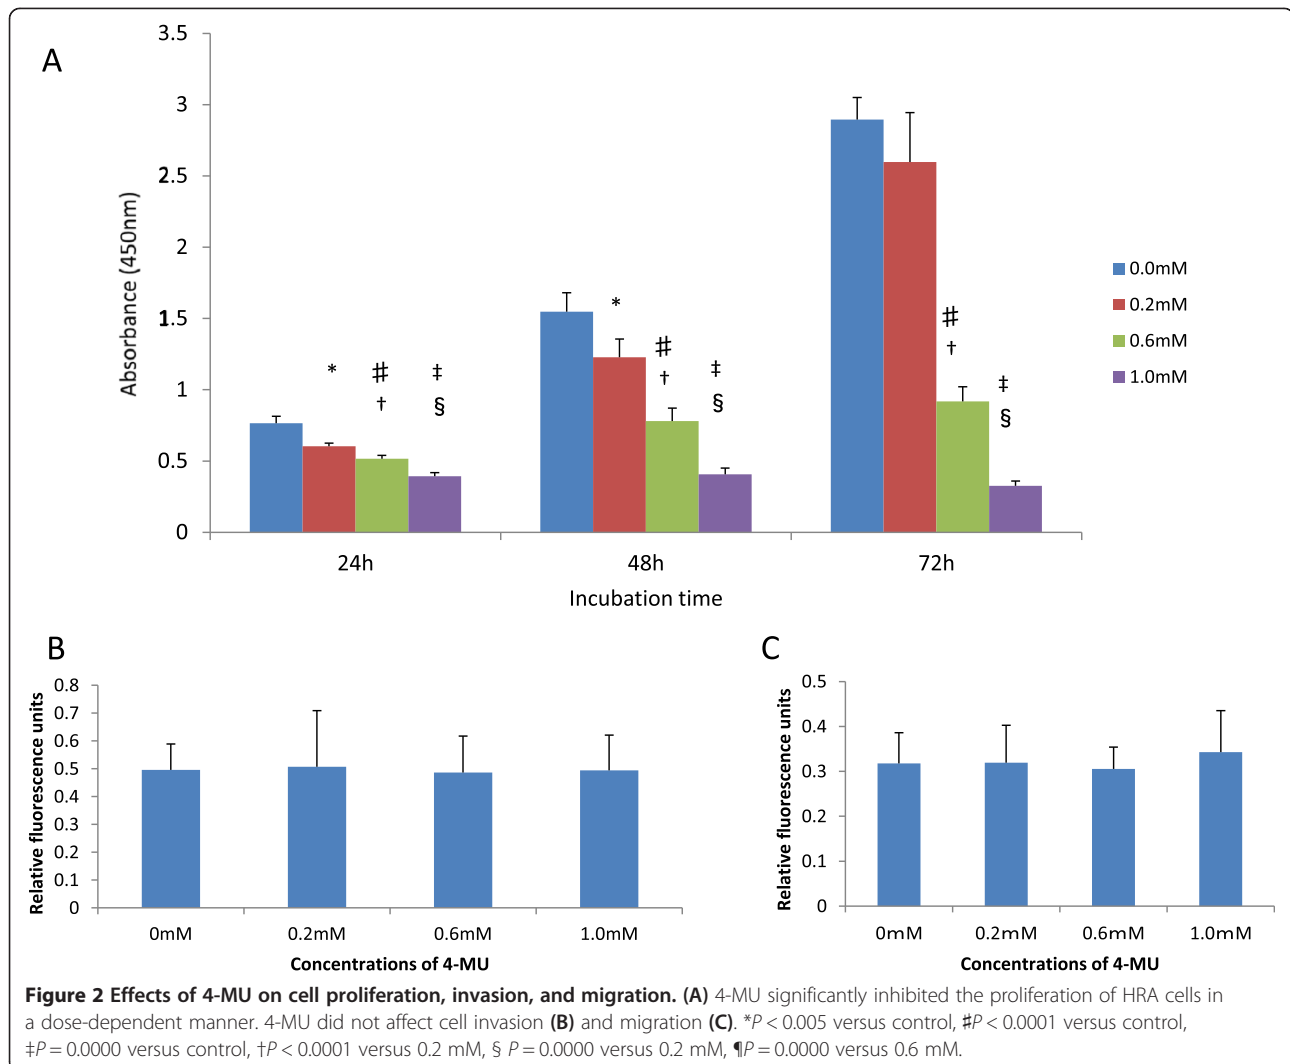 A
3.5
3
2.5
2
1.5
1
0.5
0
Absorbance (450nm)
* ♯ † ‡ §
* ♯ † ‡ §
♯ † ‡ §
24h 48h 72h
Incubation time
0.0mM
0.2mM
0.6mM
1.0mM
B
0.8
0.7
0.6
0.5
0.4
0.3
0.2
0.1
0
Relative fluorescence units
0mM 0.2mM 0.6mM 1.0mM
Concentrations of 4-MU
C
0.5
0.4
0.3
0.2
0.1
0
Relative fluorescence units
0mM 0.2mM 0.6mM 1.0mM
Concentrations of 4-MU
Figure 2 Effects of 4-MU on cell proliferation, invasion, and migration. (A) 4-MU significantly inhibited the proliferation of HRA cells in
a dose-dependent manner. 4-MU did not affect cell invasion (B) and migration (C). *P < 0.005 versus control, ♯P < 0.0001 versus control,
‡P = 0.0000 versus control, †P < 0.0001 versus 0.2 mM, § P = 0.0000 versus 0.2 mM, ¶P = 0.0000 versus 0.6 mM.